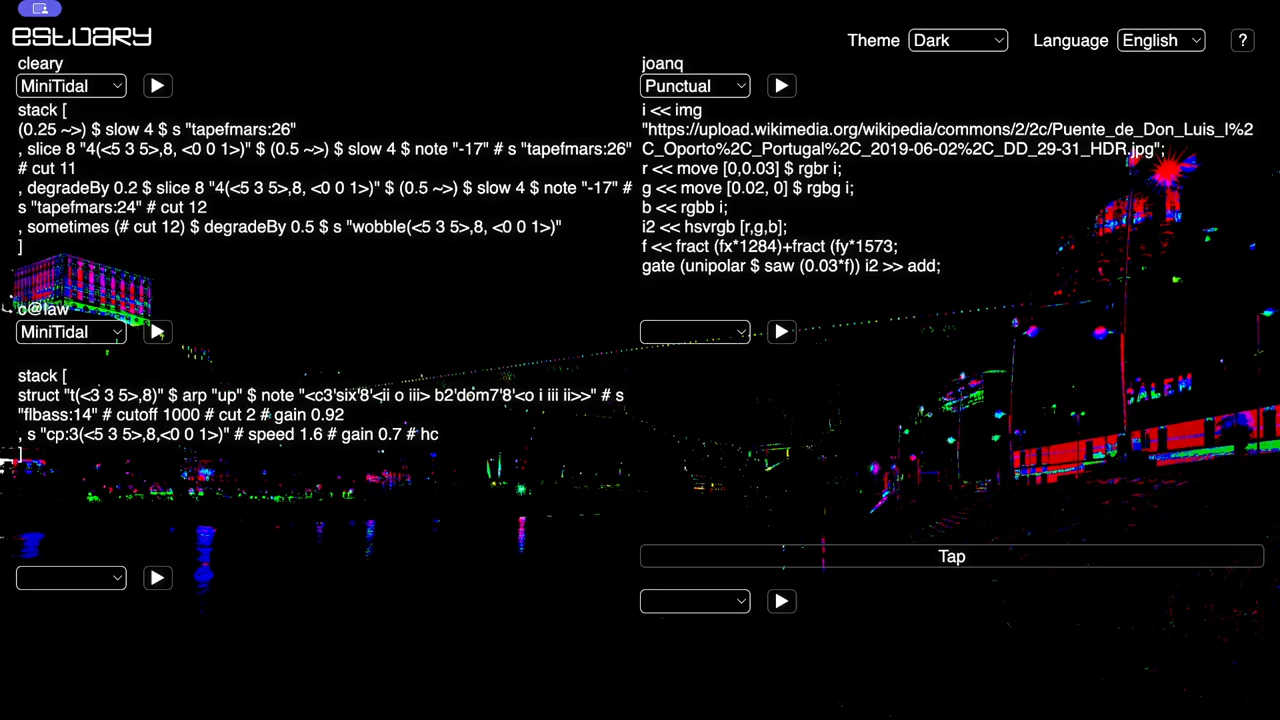 estuary
Theme Dark Language English ?
cleary
MiniTidal
stack [
(0.25 ~>) $ slow 4 $ s "tapefmars:26"
, slice 8 "4(<5 3 5>,8, <0 0 1>)" $ (0.5 ~>) $ slow 4 $ note "-17" # s "tapefmars:26"
# cut 11
, degradeBy 0.2 $ slice 8 "4(<5 3 5>,8, <0 0 1>)" $ (0.5 ~>) $ slow 4 $ note "-17" #
s "tapefmars:24" # cut 12
, sometimes (# cut 12) $ degradeBy 0.5 $ s "wobble(<5 3 5>,8, <0 0 1>)"
]
c@law
MiniTidal
stack [
struct "t(<3 3 5>,8)" $ arp "up" $ note "<c3'six'8'<ii o iii> b2'dom7'8'<o i iii ii>>" # s
"flbass:14" # cutoff 1000 # cut 2 # gain 0.92
, s "cp:3(<5 3 5>,8,<0 0 1>)" # speed 1.6 # gain 0.7 # hc
]
joanq
Punctual
i << img
"https://upload.wikimedia.org/wikipedia/commons/2/2c/Puente_de_Don_Luis_I%2
C_Oporto%2C_Portugal%2C_2019-06-02%2C_DD_29-31_HDR.jpg";
r << move [0,0.03] $ rgbr i;
g << move [0.02, 0] $ rgbg i;
b << rgbb i;
i2 << hsvrgb [r,g,b];
f << fract (fx*1284)+fract (fy*1573;
gate (unipolar $ saw (0.03*f)) i2 >> add;
Tap